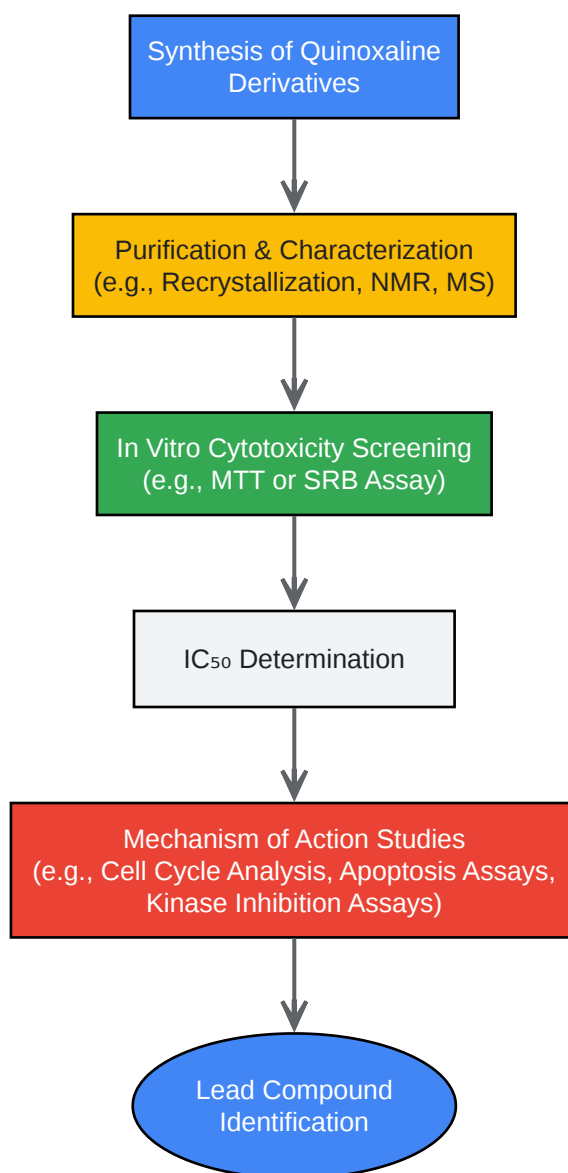 Synthesis of Quinoxaline
Derivatives
Purification & Characterization
(e.g., Recrystallization, NMR, MS)
In Vitro Cytotoxicity Screening
(e.g., MTT or SRB Assay)
IC₅₀ Determination
Mechanism of Action Studies
(e.g., Cell Cycle Analysis, Apoptosis Assays,
Kinase Inhibition Assays)
Lead Compound
Identification